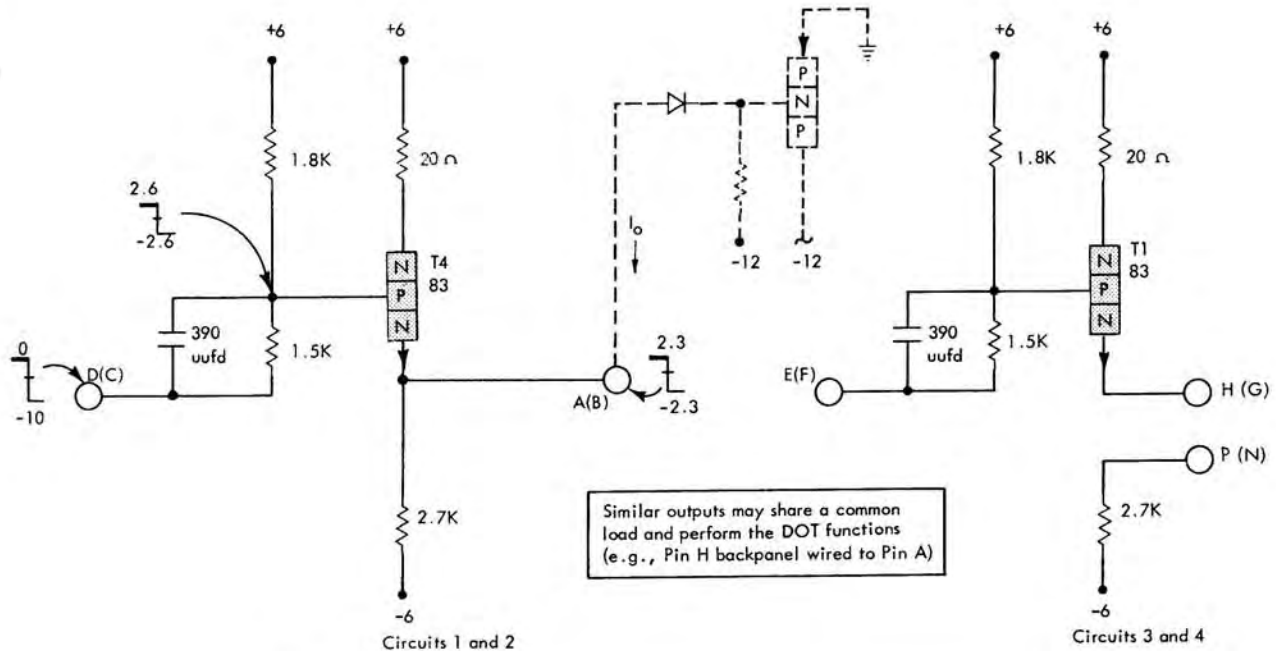 +6
+6
+6
+6
P
N
P
1.8K
20 Ω
1.8K
20 Ω
2.6
-2.6
I₀
-12
-12
N
P
N
T4
83
N
P
N
T1
83
390
uufd
1.5K
390
uufd
1.5K
0
-10
D(C)
2.3
-2.3
A(B)
E(F)
H (G)
P (N)
2.7K
2.7K
Similar outputs may share a common
load and perform the DOT functions
(e.g., Pin H backpanel wired to Pin A)
-6
-6
Circuits 1 and 2
Circuits 3 and 4